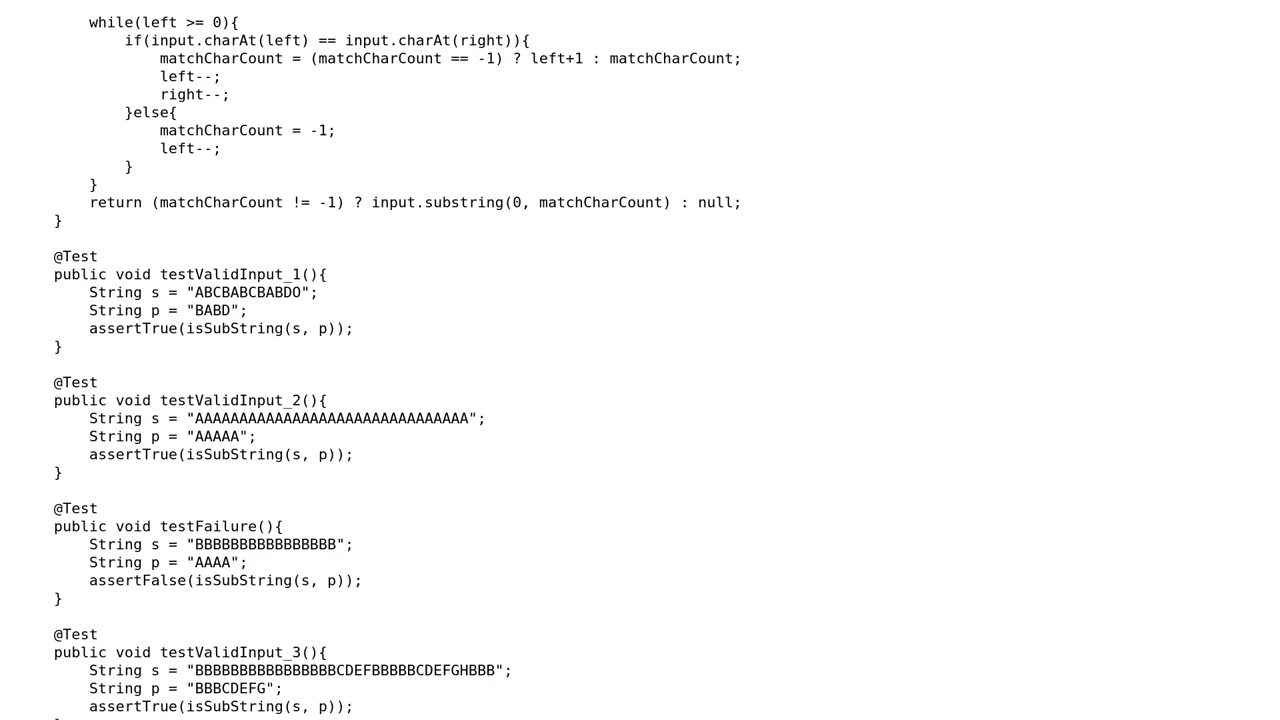 while(left >= 0){
if(input.charAt(left) == input.charAt(right)){
matchCharCount = (matchCharCount == -1) ? left+1 : matchCharCount;
left--;
right--;
}else{
matchCharCount = -1;
left--;
}
}
return (matchCharCount != -1) ? input.substring(0, matchCharCount) : null;
}
@Test
public void testValidInput_1(){
String s = "ABCBABCBABDO";
String p = "BABD";
assertTrue(isSubString(s, p));
}
@Test
public void testValidInput_2(){
String s = "AAAAAAAAAAAAAAAAAAAAAAAAAAAAAAA";
String p = "AAAAA";
assertTrue(isSubString(s, p));
}
@Test
public void testFailure(){
String s = "BBBBBBBBBBBBBBBB";
String p = "AAAA";
assertFalse(isSubString(s, p));
}
@Test
public void testValidInput_3(){
String s = "BBBBBBBBBBBBBBBBCDEFBBBBBCDEFGHBBB";
String p = "BBBCDEFG";
assertTrue(isSubString(s, p));